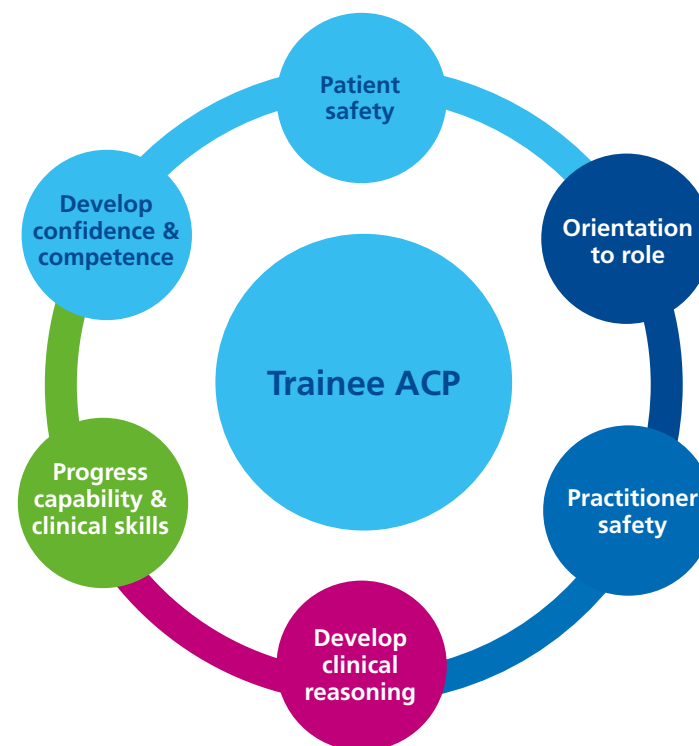 Patient
safety
Orientation
to role
Practitioner
safety
Develop
clinical
reasoning
Progress
capability &
clinical skills
Develop
confidence &
competence
Trainee ACP